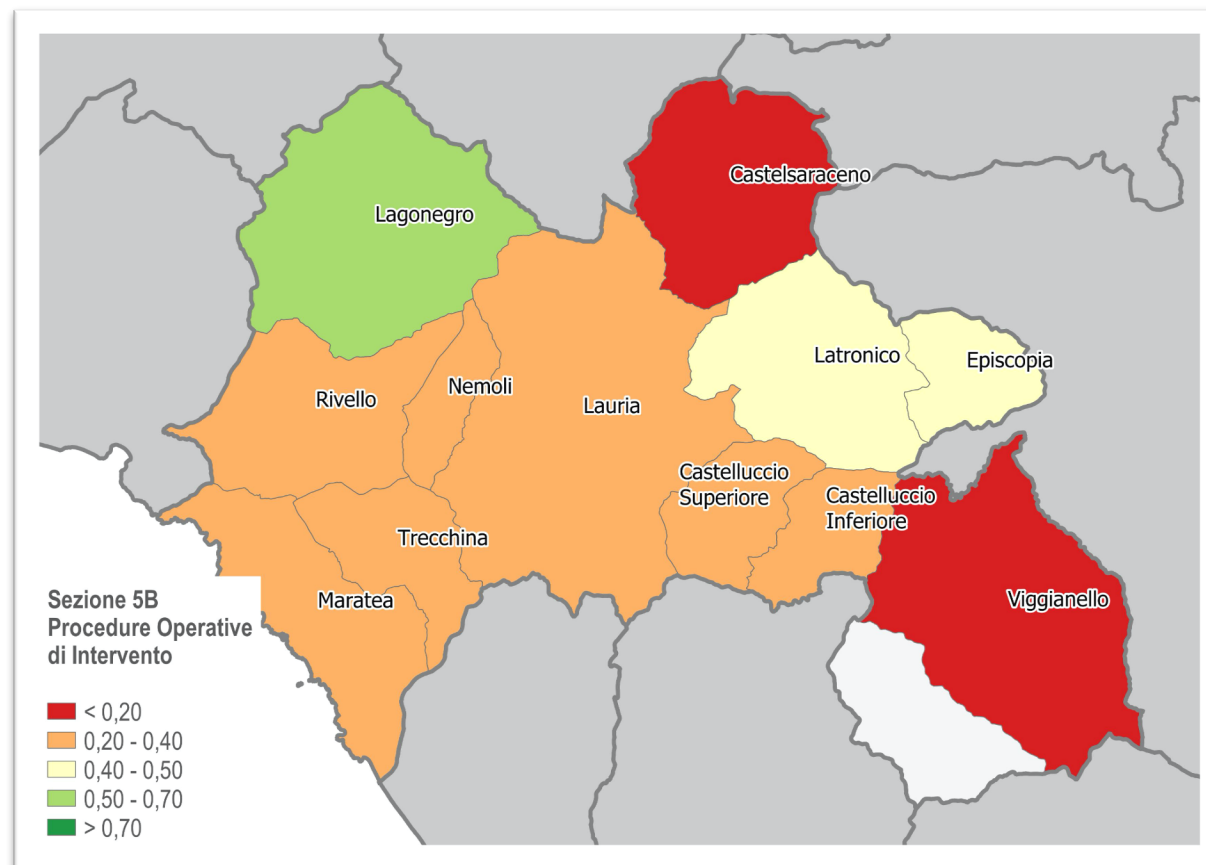 Castelsaraceno
Lagonegro
Latronico
Episcopia
Nemoli
Rivello
Lauria
Castelluccio
Superiore
Castelluccio
Inferiore
Trecchina
Maratea
Viggianello
Sezione 5B
Procedure Operative
di Intervento
< 0,20
0,20 - 0,40
0,40 - 0,50
0,50 - 0,70
> 0,70